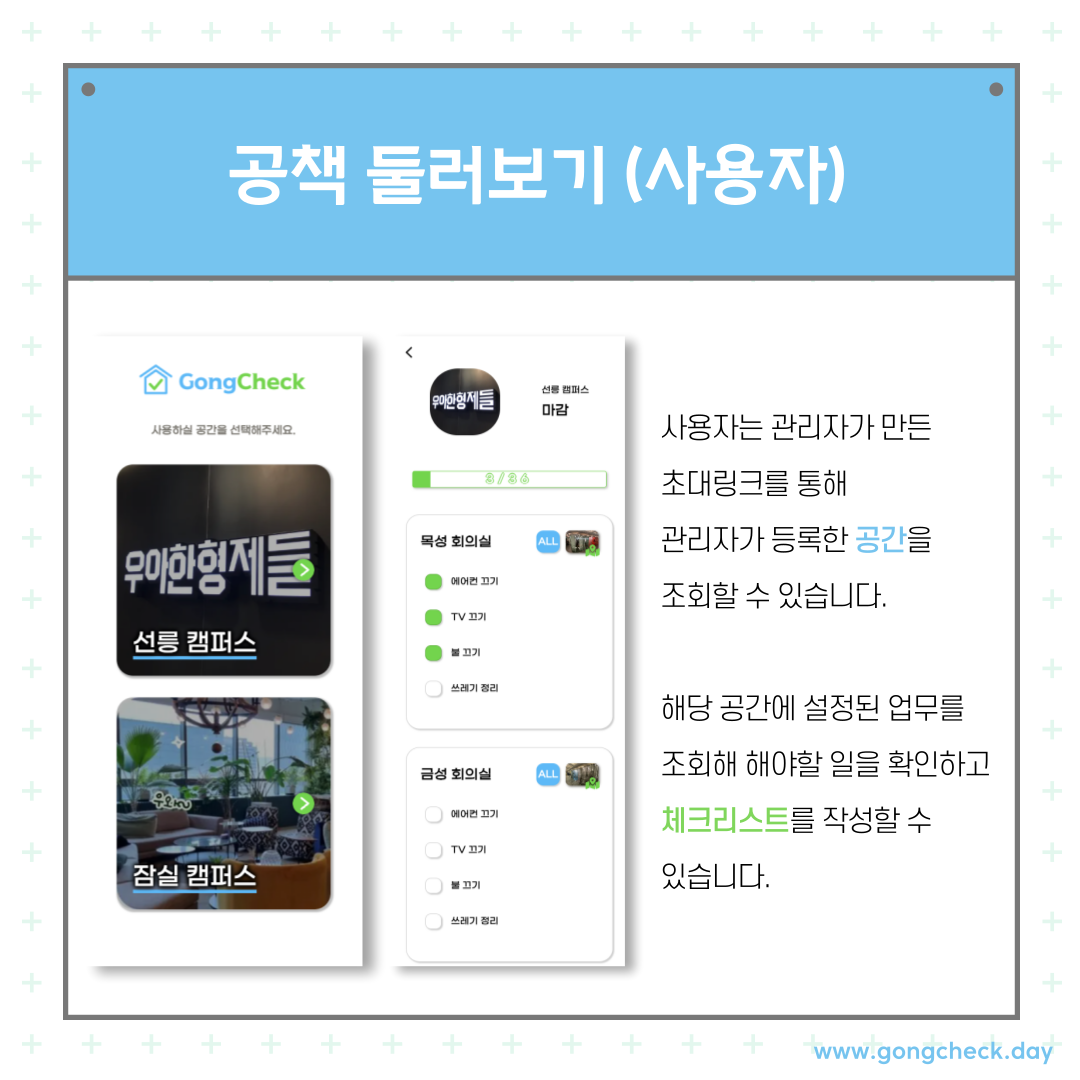 공책 둘러보기 (사용자)
GongCheck
사용하실 공간을 선택해주세요.
우아한형제들
선릉 캠퍼스
우아한
잠실 캠퍼스
우아한형제들
선릉 캠퍼스
마감
3/36
목성 회의실
ALL
에어컨 끄기
TV 끄기
불 끄기
쓰레기 정리
금성 회의실
ALL
에어컨 끄기
TV 끄기
불 끄기
쓰레기 정리
사용자는 관리자가 만든
초대링크를 통해
관리자가 등록한 공간을
조회할 수 있습니다.
해당 공간에 설정된 업무를
조회해 해야할 일을 확인하고
체크리스트를 작성할 수
있습니다.
www.gongcheck.day